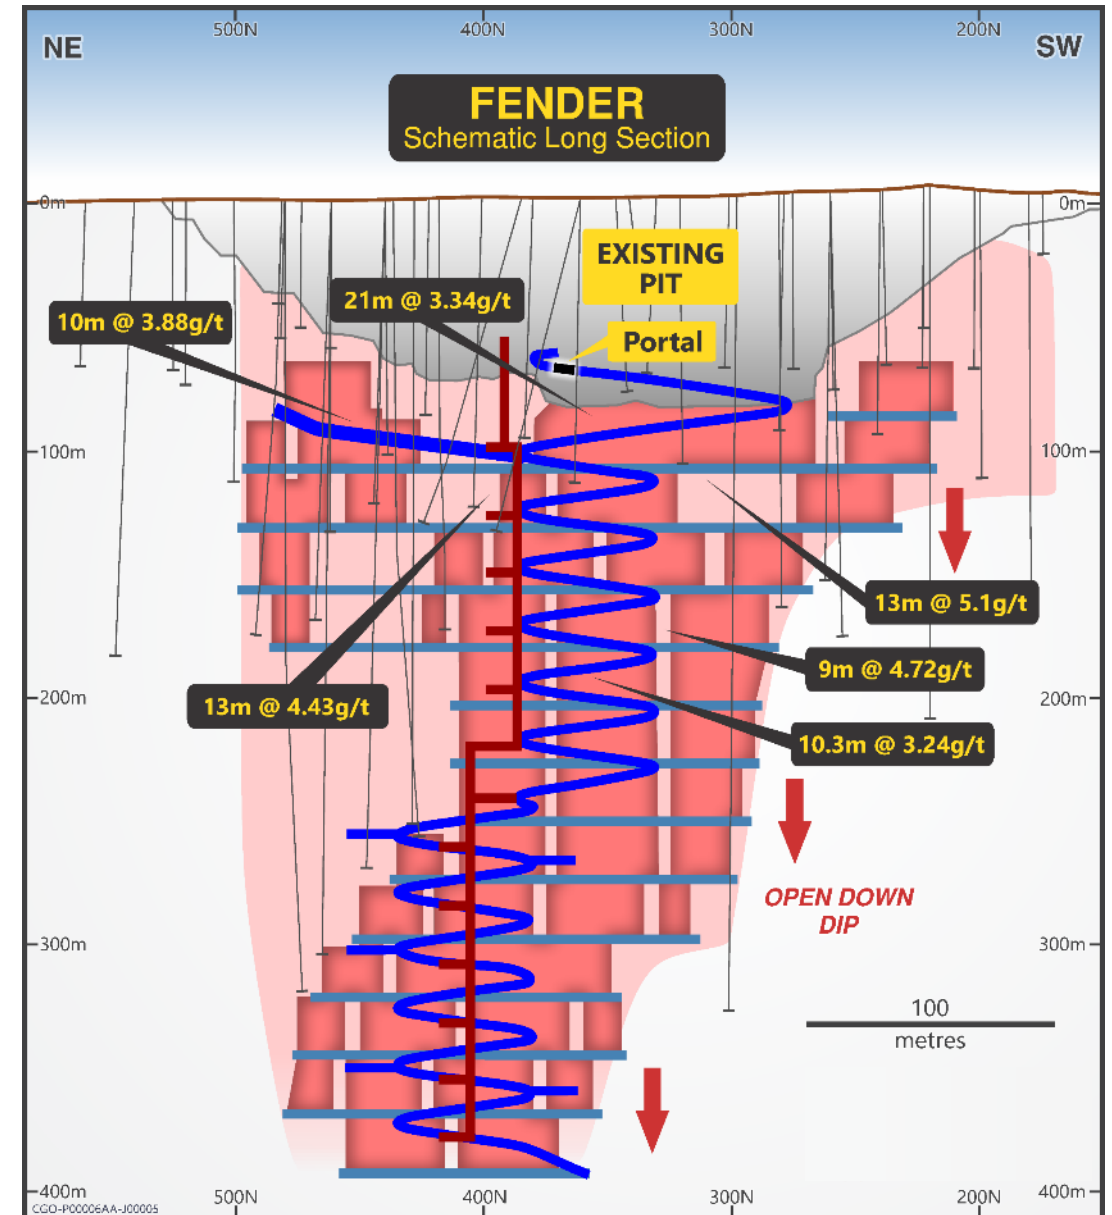 500N 400N 300N 200N
NE
SW
FENDER
Schematic Long Section
0m
0m
EXISTING
PIT
21m @ 3.34g/t
10m @ 3.88g/t
Portal
100m
100m
13m @ 5.1g/t
9m @ 4.72g/t
200m
13m @ 4.43g/t
200m
10.3m @ 3.24g/t
OPEN DOWN
DIP
300m
300m
100
metres
400m
500N 400N 300N 200N
400m
CGO-P00006AA-J00005